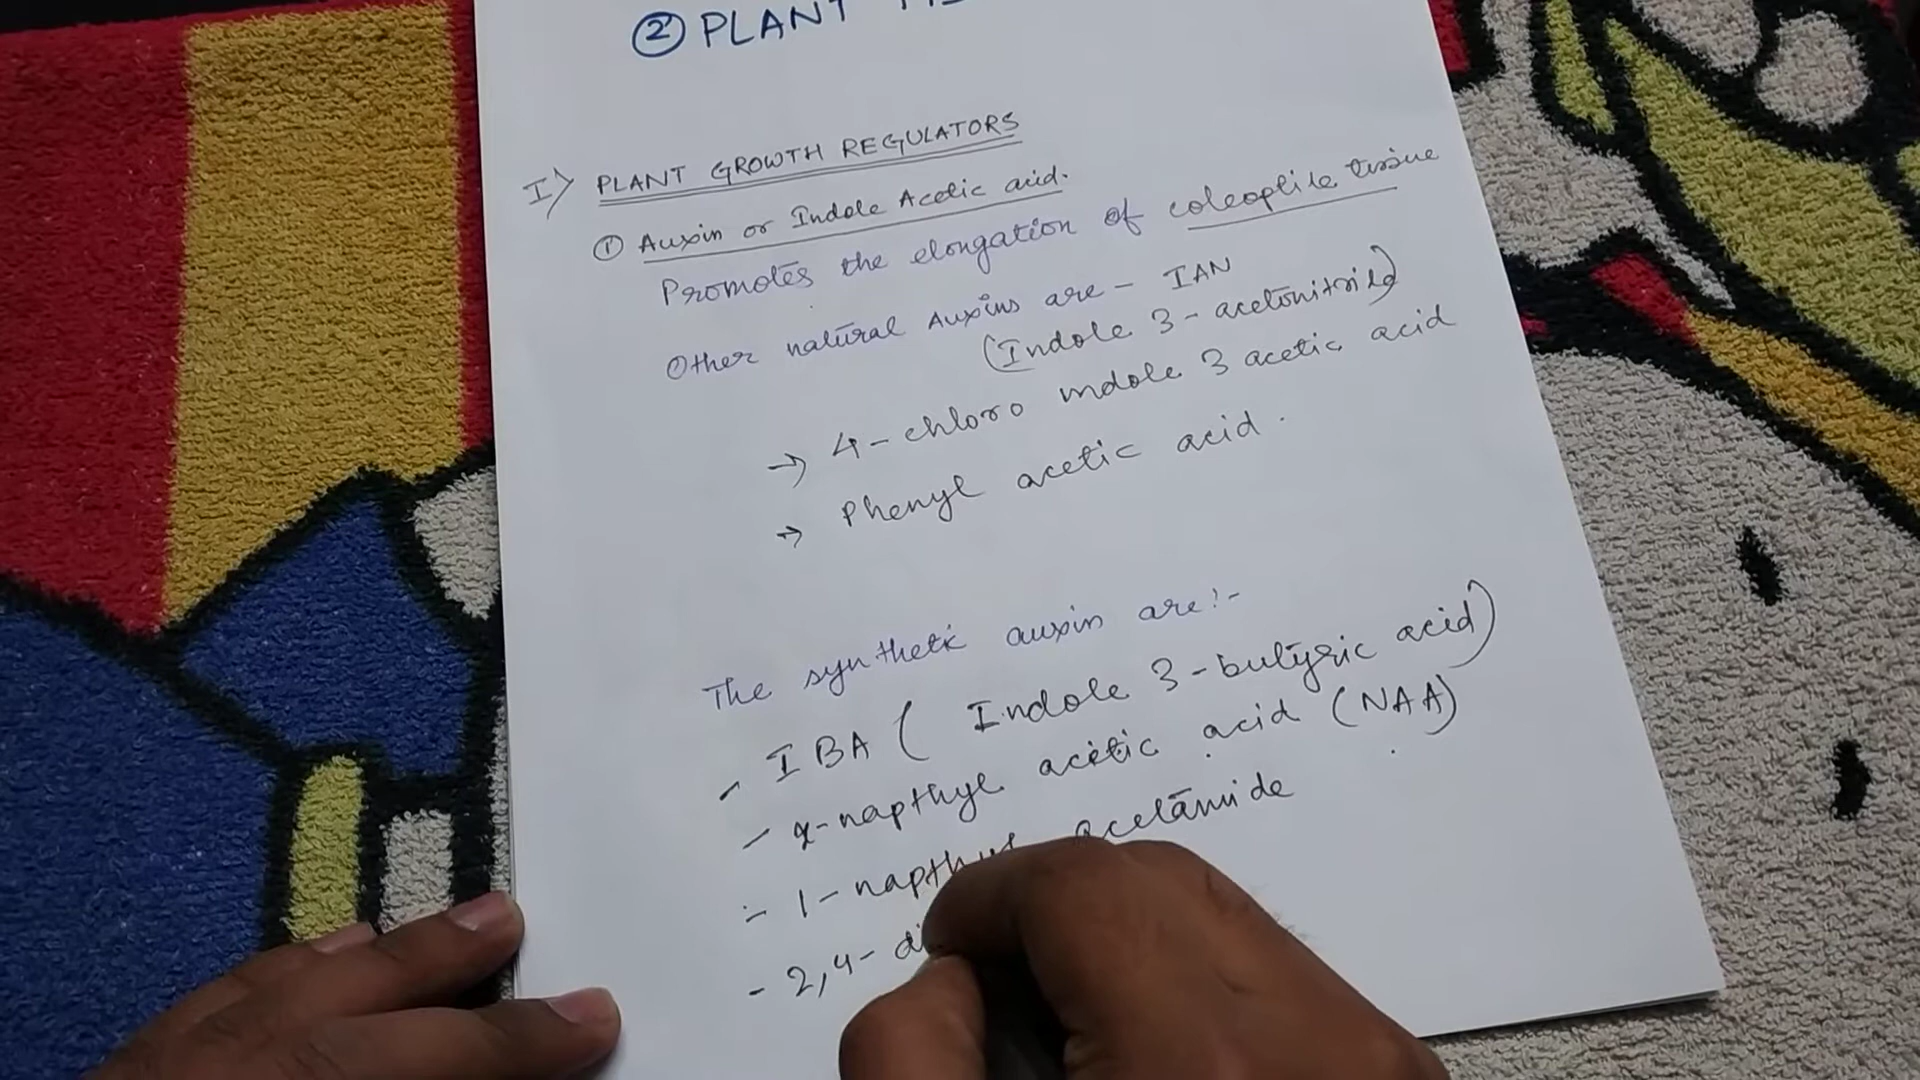 ② PLANT
I) PLANT GROWTH REGULATORS
① Auxin or Indole Acetic acid.
Promotes the elongation of coleoptile tissue
Other natural Auxins are - IAN
(Indole 3-acetonitrile)
→ 4-chloro indole 3 acetic acid
→ Phenyl acetic acid.
The synthetic auxin are:-
- IBA ( Indole 3-butyric acid)
- α-napthyl acetic acid (NAA)
- 1-napthyl acetamide
- 2,4-di